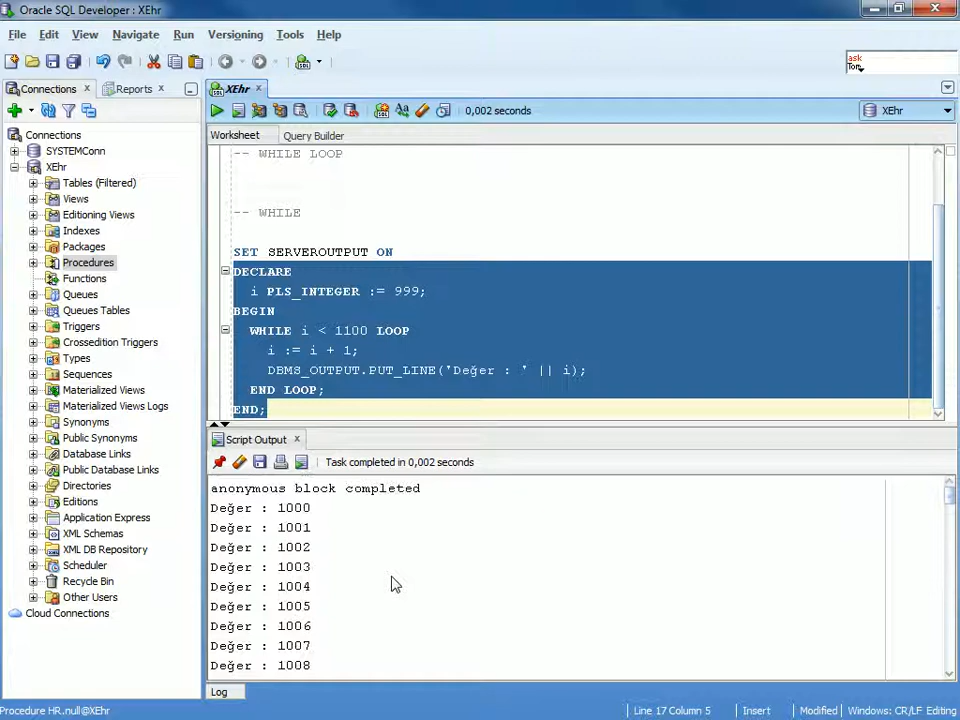 Oracle SQL Developer : XEhr
File Edit View Navigate Run Versioning Tools Help
ask
Tom
Connections Reports
XEhr
0,002 seconds
XEhr
Worksheet Query Builder
Connections
SYSTEMConn
XEhr
Tables (Filtered)
Views
Editioning Views
Indexes
Packages
Procedures
Functions
Queues
Queues Tables
Triggers
Crossedition Triggers
Types
Sequences
Materialized Views
Materialized Views Logs
Synonyms
Public Synonyms
Database Links
Public Database Links
Directories
Editions
Application Express
XML Schemas
XML DB Repository
Scheduler
Recycle Bin
Other Users
Cloud Connections
-- WHILE LOOP
-- WHILE
SET SERVEROUTPUT ON
DECLARE
i PLS_INTEGER := 999;
BEGIN
WHILE i < 1100 LOOP
i := i + 1;
DBMS_OUTPUT.PUT_LINE('Değer : ' || i);
END LOOP;
END;
Script Output
Task completed in 0,002 seconds
anonymous block completed
Değer : 1000
Değer : 1001
Değer : 1002
Değer : 1003
Değer : 1004
Değer : 1005
Değer : 1006
Değer : 1007
Değer : 1008
Log
Procedure HR.null@XEhr
Line 17 Column 5 Insert Modified Windows: CR/LF Editing